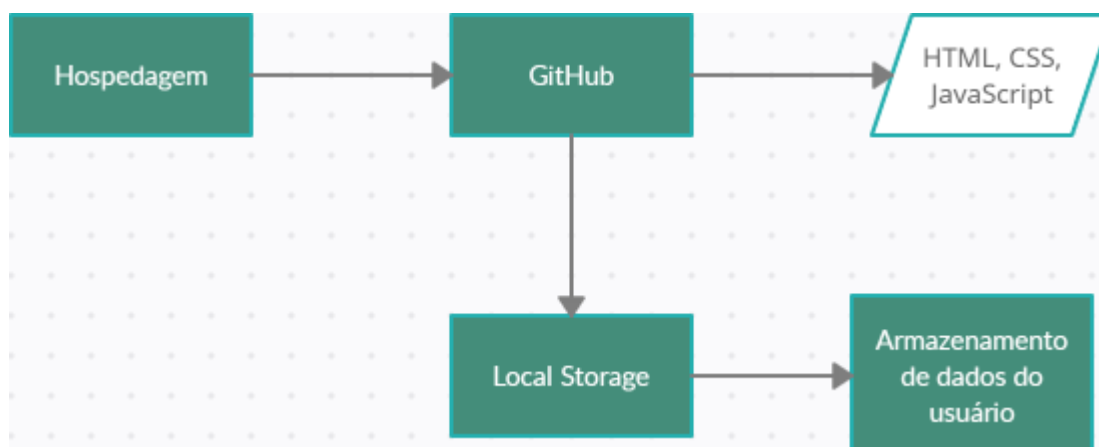 Hospedagem
GitHub
HTML, CSS,
JavaScript
Local Storage
Armazenamento
de dados do
usuário